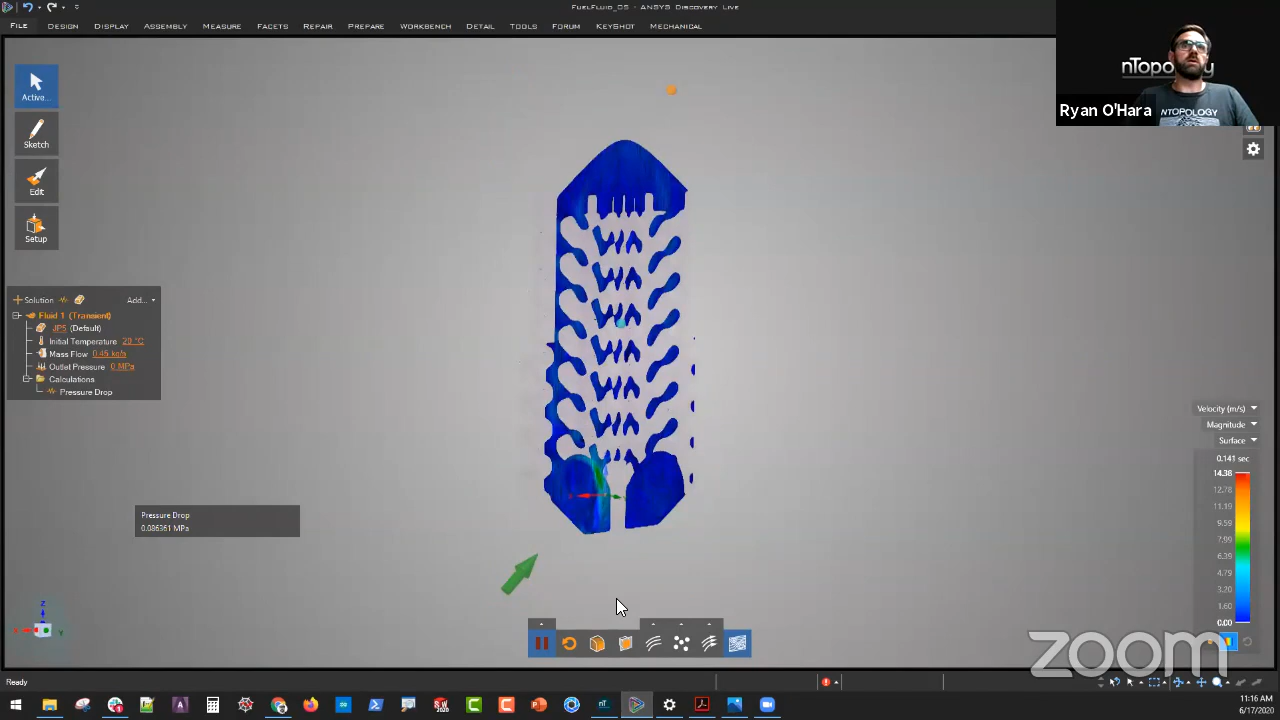 FuelFluid_05 - ANSYS Discovery Live
FILE DESIGN DISPLAY ASSEMBLY MEASURE FACETS REPAIR PREPARE WORKBENCH DETAIL TOOLS FORUM KEYSHOT MECHANICAL
nTopology
NTOPOLOGY
Ryan O'Hara
Active...
Sketch
Edit
Setup
Solution Add...
Fluid 1 (Transient)
JP5 (Default)
Initial Temperature 20 °C
Mass Flow 0.45 kg/s
Outlet Pressure 0 MPa
Calculations
Pressure Drop
Velocity (m/s)
Magnitude
Surface
0.141 sec
14.38
12.78
11.19
9.59
7.99
6.39
4.79
3.20
1.60
0.00
Pressure Drop
0.086361 MPa
Z
X
Y
zoom
Ready
11:16 AM
6/17/2020